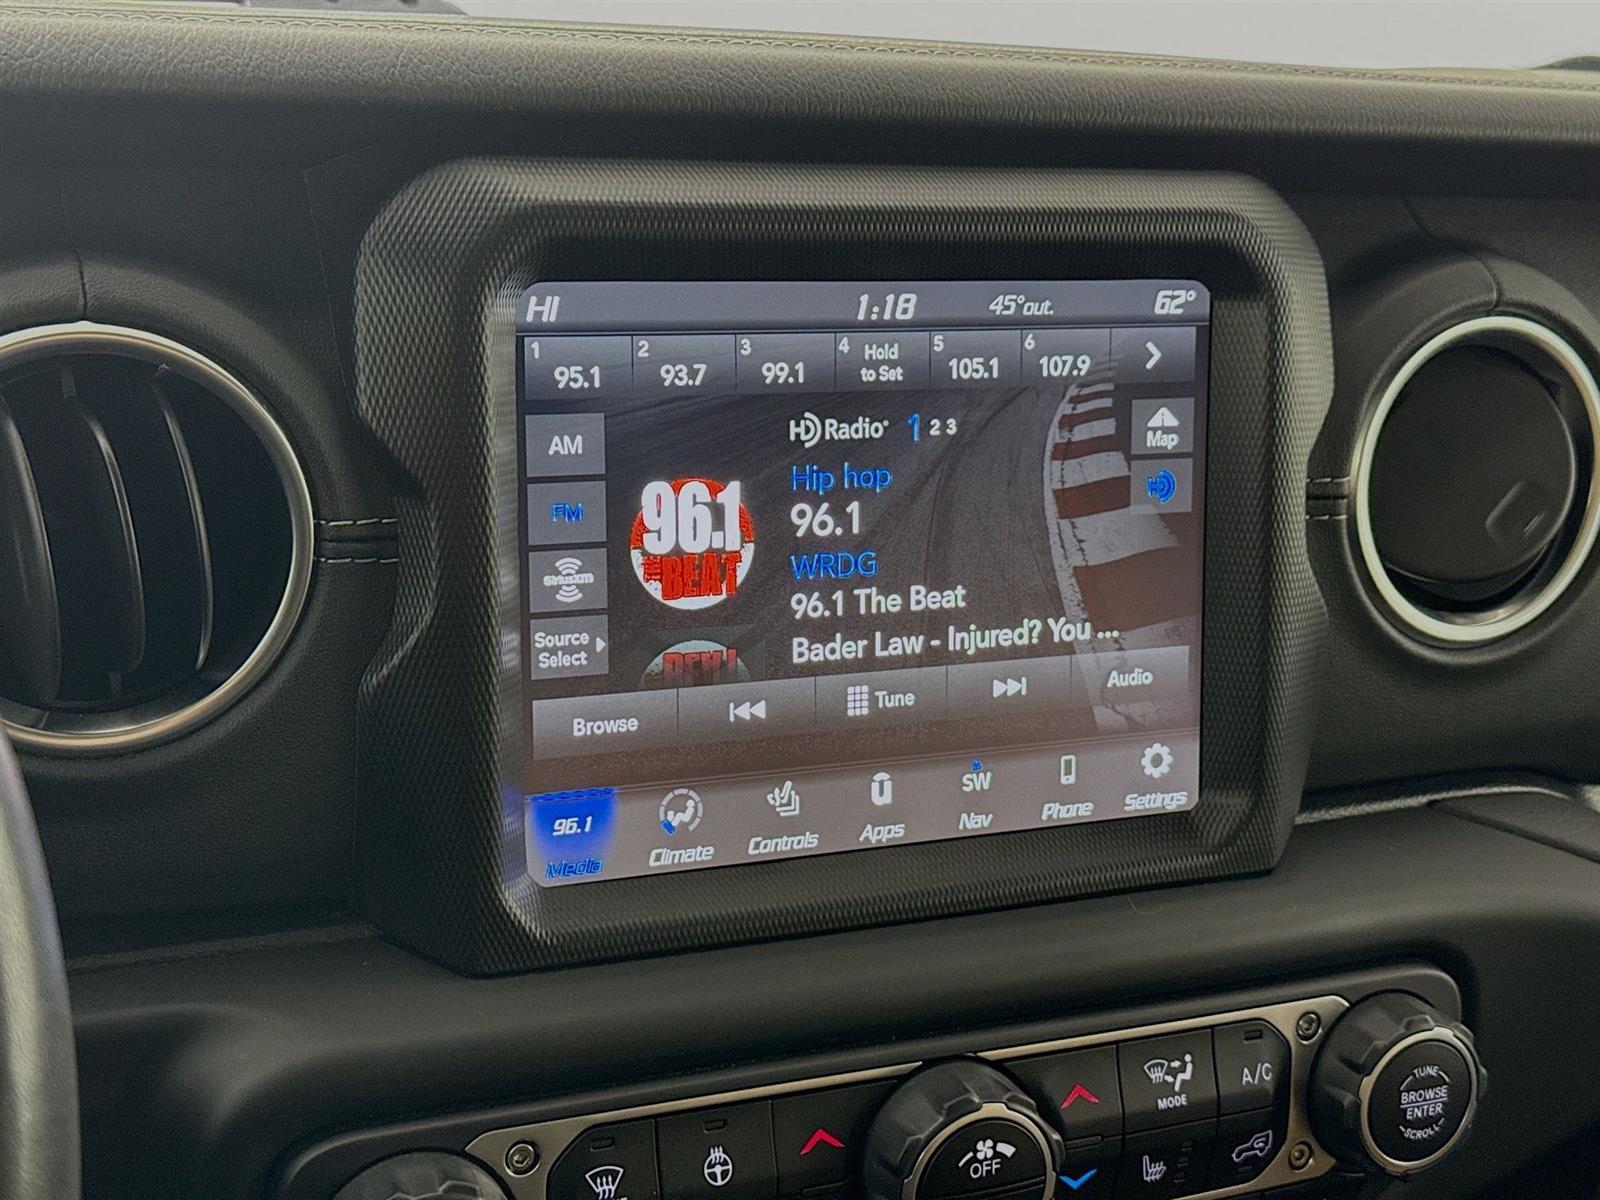 HI 1:18 45°out. 62°
1 95.1 2 93.7 3 99.1 4 Hold to Set 5 105.1 6 107.9
HD Radio 1 2 3
AM
Map
Hip hop
HD
96.1
FM
96.1
THE BEAT
WRDG
SiriusXM
96.1 The Beat
Source
Select
Bader Law - Injured? You ...
Browse Tune Audio
96.1 SW
Media Climate Controls Apps Nav Phone Settings
MODE
A/C
TUNE
BROWSE
ENTER
SCROLL
OFF